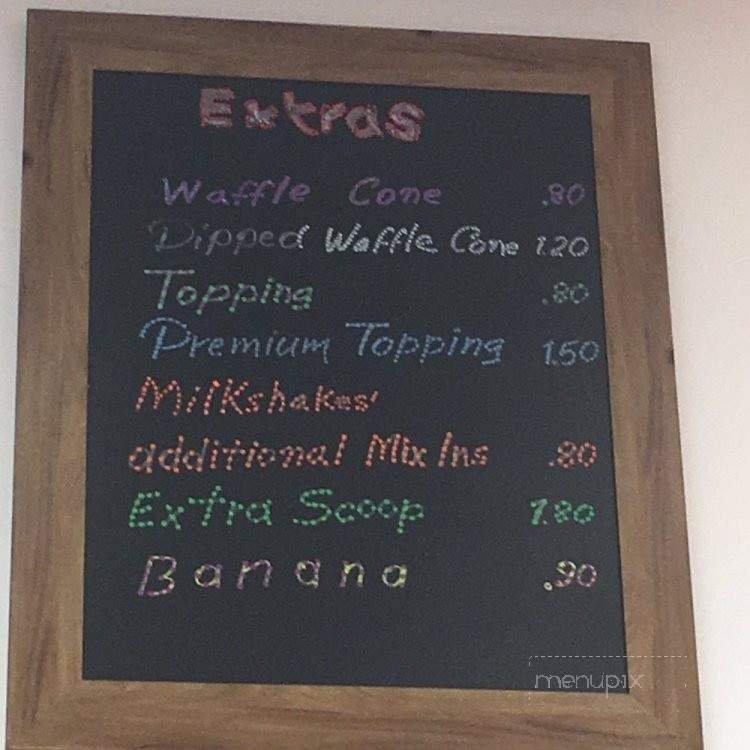 Extras
Waffle Cone .80
Dipped Waffle Cone 1.20
Topping .80
Premium Topping 1.50
Milkshakes'
additional Mix Ins .80
Extra Scoop 1.80
Banana .90
menupix